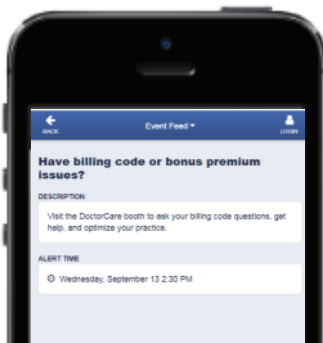 BACK
Event Feed
LOGIN
Have billing code or bonus premium
issues?
DESCRIPTION
Visit the DoctorCare booth to ask your billing code questions, get
help, and optimize your practice.
ALERT TIME
Wednesday, September 13 2:30 PM